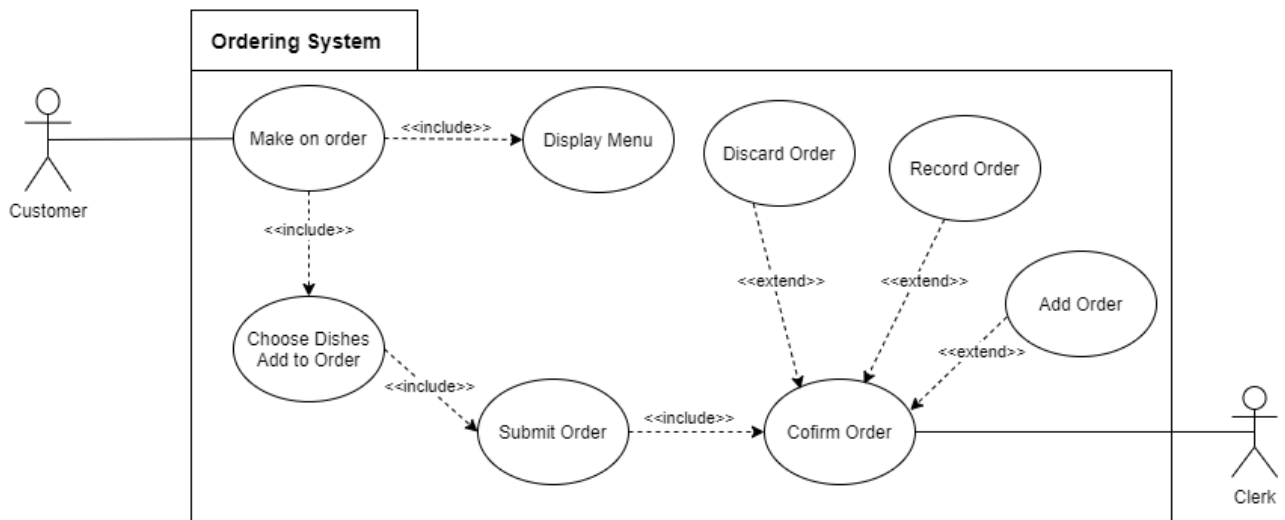 Ordering System
Customer
Make on order
<<include>>
Display Menu
Discard Order
Record Order
<<include>>
<<extend>>
<<extend>>
Add Order
Choose Dishes
Add to Order
<<extend>>
<<include>>
Submit Order
<<include>>
Cofirm Order
Clerk